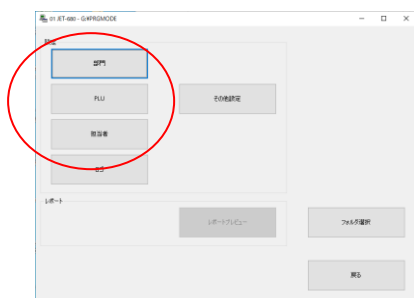 01 JET-680 - G:¥PRGMODE
設定
部門
PLU
その他設定
担当者
レポート
レポートプレビュー
フォルダ選択
戻る